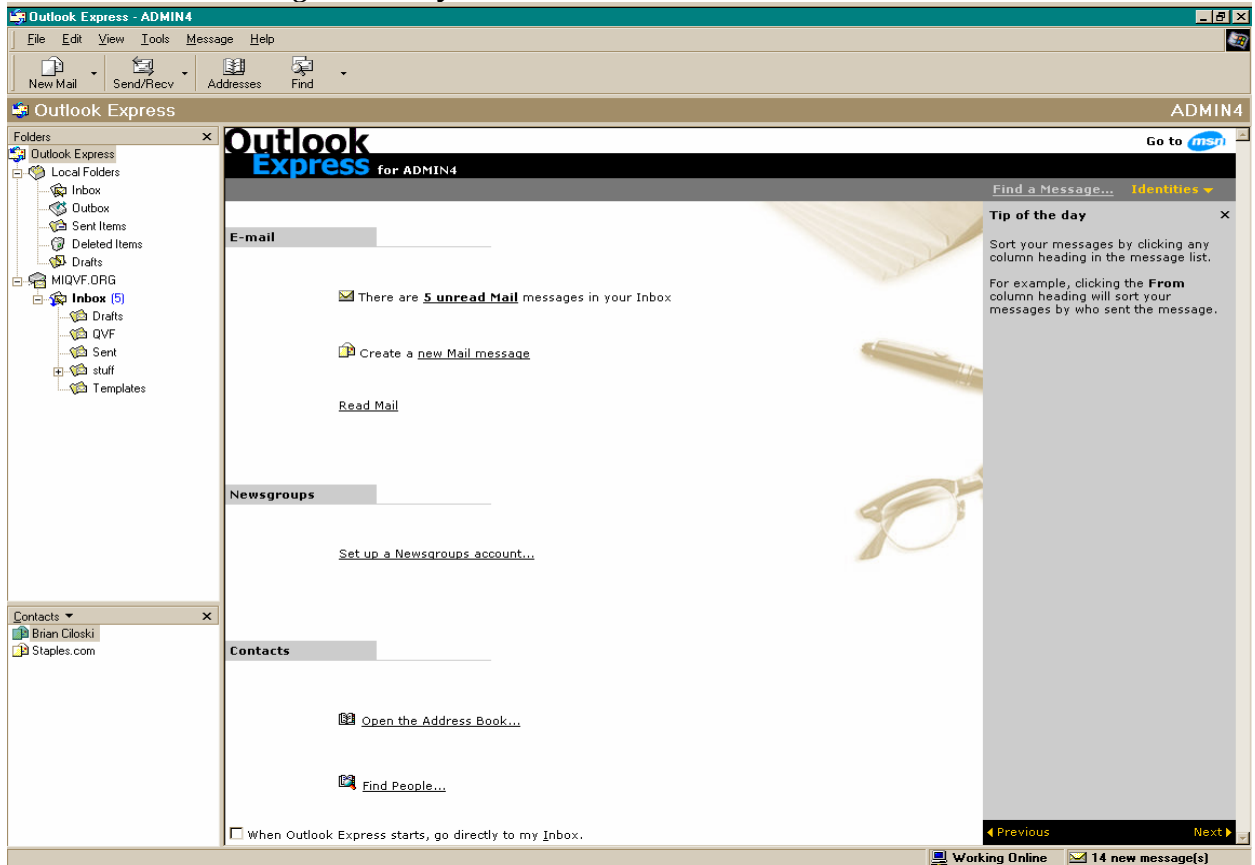 Outlook Express - ADMIN4
File Edit View Tools Message Help
New Mail Send/Recv Addresses Find
Outlook Express ADMIN4
Folders
Outlook Express
Local Folders
Inbox
Outbox
Sent Items
Deleted Items
Drafts
MIQVF.ORG
Inbox (5)
Drafts
QVF
Sent
stuff
Templates
Contacts
Brian Ciloski
Staples.com
Outlook
Express for ADMIN4
Go to msn
Find a Message... Identities
E-mail
There are 5 unread Mail messages in your Inbox
Create a new Mail message
Read Mail
Newsgroups
Set up a Newsgroups account...
Contacts
Open the Address Book...
Find People...
When Outlook Express starts, go directly to my Inbox.
Tip of the day
Sort your messages by clicking any
column heading in the message list.
For example, clicking the From
column heading will sort your
messages by who sent the message.
Previous Next
Working Online 14 new message(s)